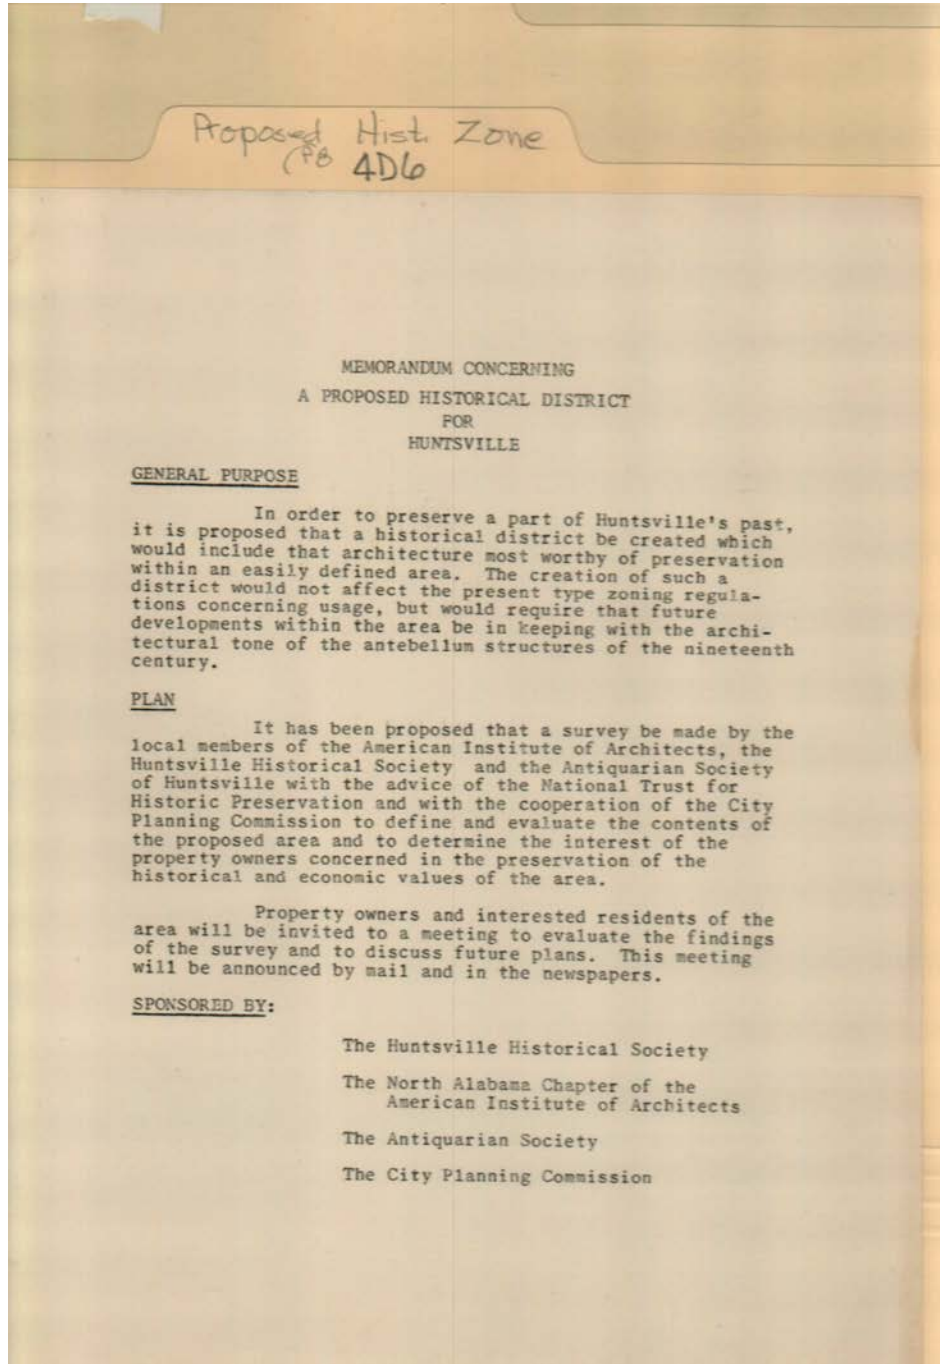 Proposed Hist. Zone
4D6
MEMORANDUM CONCERNING
A PROPOSED HISTORICAL DISTRICT
FOR
HUNTSVILLE
GENERAL PURPOSE
In order to preserve a part of Huntsville's past,
it is proposed that a historical district be created which
would include that architecture most worthy of preservation
within an easily defined area. The creation of such a
district would not affect the present type zoning regula-
tions concerning usage, but would require that future
developments within the area be in keeping with the archi-
tectural tone of the antebellum structures of the nineteenth
century.
PLAN
It has been proposed that a survey be made by the
local members of the American Institute of Architects, the
Huntsville Historical Society and the Antiquarian Society
of Huntsville with the advice of the National Trust for
Historic Preservation and with the cooperation of the City
Planning Commission to define and evaluate the contents of
the proposed area and to determine the interest of the
property owners concerned in the preservation of the
historical and economic values of the area.
Property owners and interested residents of the
area will be invited to a meeting to evaluate the findings
of the survey and to discuss future plans. This meeting
will be announced by mail and in the newspapers.
SPONSORED BY:
The Huntsville Historical Society
The North Alabama Chapter of the
American Institute of Architects
The Antiquarian Society
The City Planning Commission